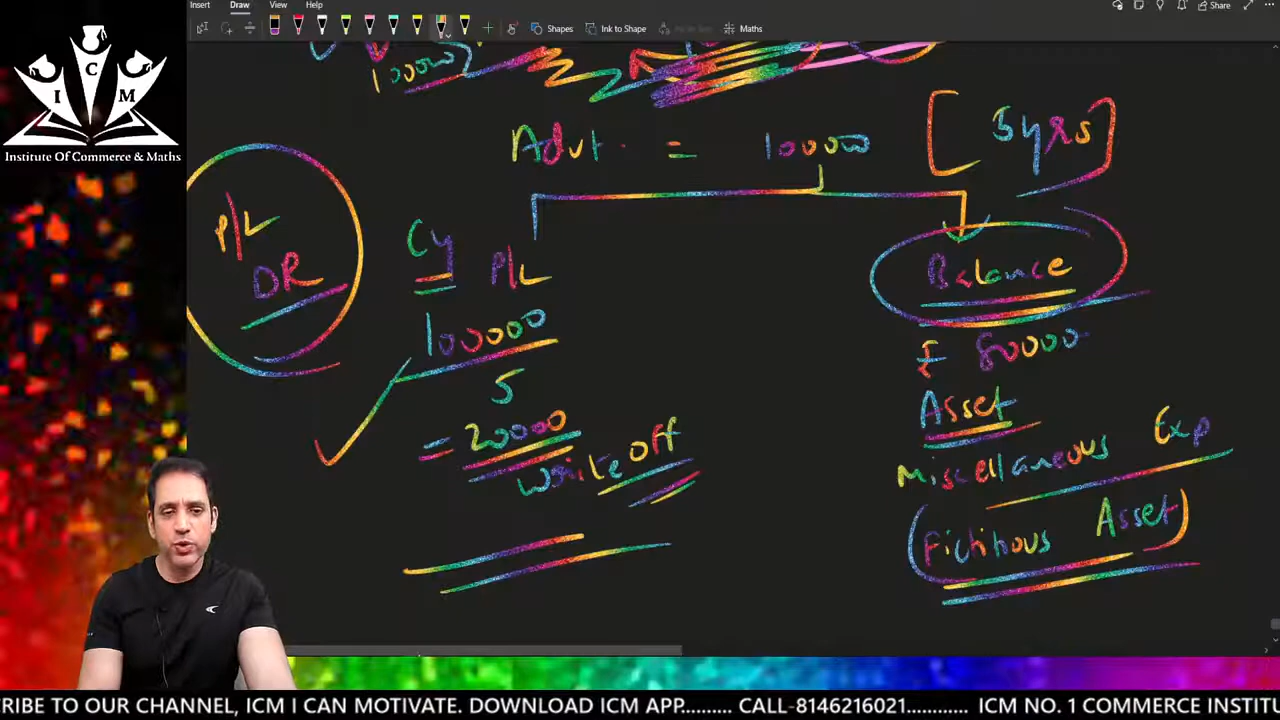 Insert Draw View Help Share
Shapes Ink to Shape Maths
I C M
Institute Of Commerce & Maths
10000
Advt. = 100000 [5yrs]
P/L
DR
Cy P/L
100000
5
= 20000
Write off
Balance
₹ 80000
Asset
Miscellaneous Exp
(Fictitious Asset)
CRIBE TO OUR CHANNEL, ICM I CAN MOTIVATE. DOWNLOAD ICM APP......... CALL-8146216021............ ICM NO. 1 COMMERCE INSTITU